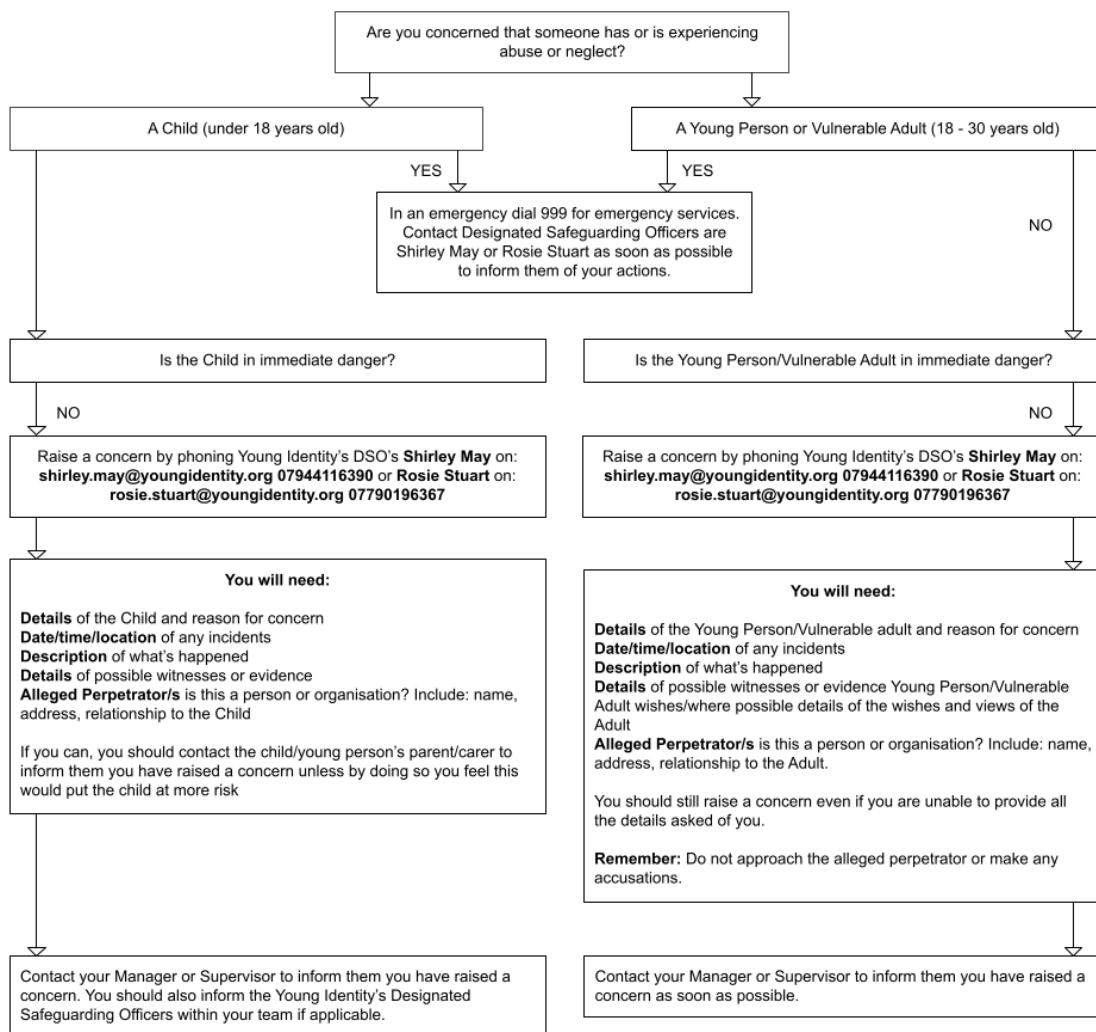 Are you concerned that someone has or is experiencing
abuse or neglect?
A Child (under 18 years old)
A Young Person or Vulnerable Adult (18 - 30 years old)
YES
YES
In an emergency dial 999 for emergency services.
Contact Designated Safeguarding Officers are
Shirley May or Rosie Stuart as soon as possible
to inform them of your actions.
NO
Is the Child in immediate danger?
Is the Young Person/Vulnerable Adult in immediate danger?
NO
NO
Raise a concern by phoning Young Identity's DSO's Shirley May on:
shirley.may@youngidentity.org 07944116390 or Rosie Stuart on:
rosie.stuart@youngidentity.org 07790196367
Raise a concern by phoning Young Identity's DSO's Shirley May on:
shirley.may@youngidentity.org 07944116390 or Rosie Stuart on:
rosie.stuart@youngidentity.org 07790196367
You will need:
Details of the Child and reason for concern
Date/time/location of any incidents
Description of what's happened
Details of possible witnesses or evidence
Alleged Perpetrator/s is this a person or organisation? Include: name,
address, relationship to the Child
If you can, you should contact the child/young person's parent/carer to
inform them you have raised a concern unless by doing so you feel this
would put the child at more risk
You will need:
Details of the Young Person/Vulnerable adult and reason for concern
Date/time/location of any incidents
Description of what's happened
Details of possible witnesses or evidence Young Person/Vulnerable
Adult wishes/where possible details of the wishes and views of the
Adult
Alleged Perpetrator/s is this a person or organisation? Include: name,
address, relationship to the Adult.
You should still raise a concern even if you are unable to provide all
the details asked of you.
Remember: Do not approach the alleged perpetrator or make any
accusations.
Contact your Manager or Supervisor to inform them you have raised a
concern. You should also inform the Young Identity's Designated
Safeguarding Officers within your team if applicable.
Contact your Manager or Supervisor to inform them you have raised a
concern as soon as possible.